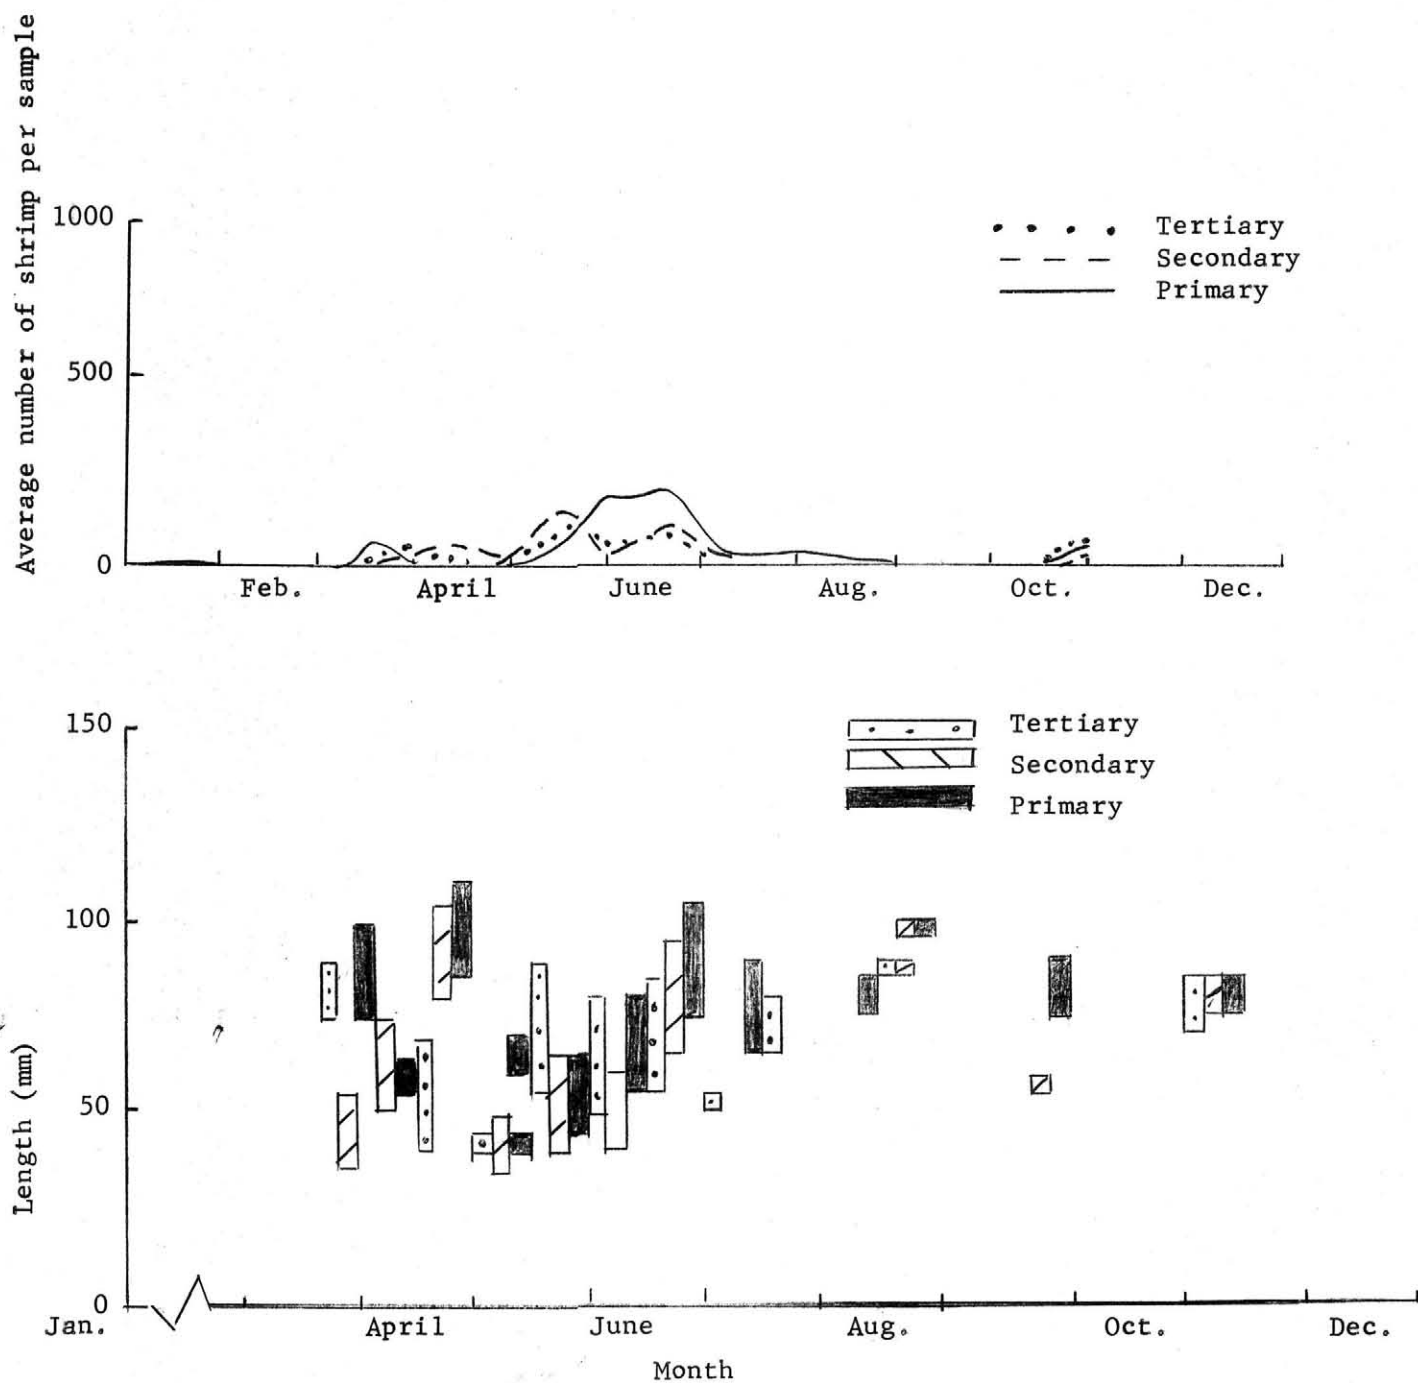 Average number of shrimp per sample
1000
500
0
Tertiary
Secondary
Primary
Feb. April June Aug. Oct. Dec.
150
100
50
0
Length (mm)
Tertiary
Secondary
Primary
Jan. April June Aug. Oct. Dec.
Month